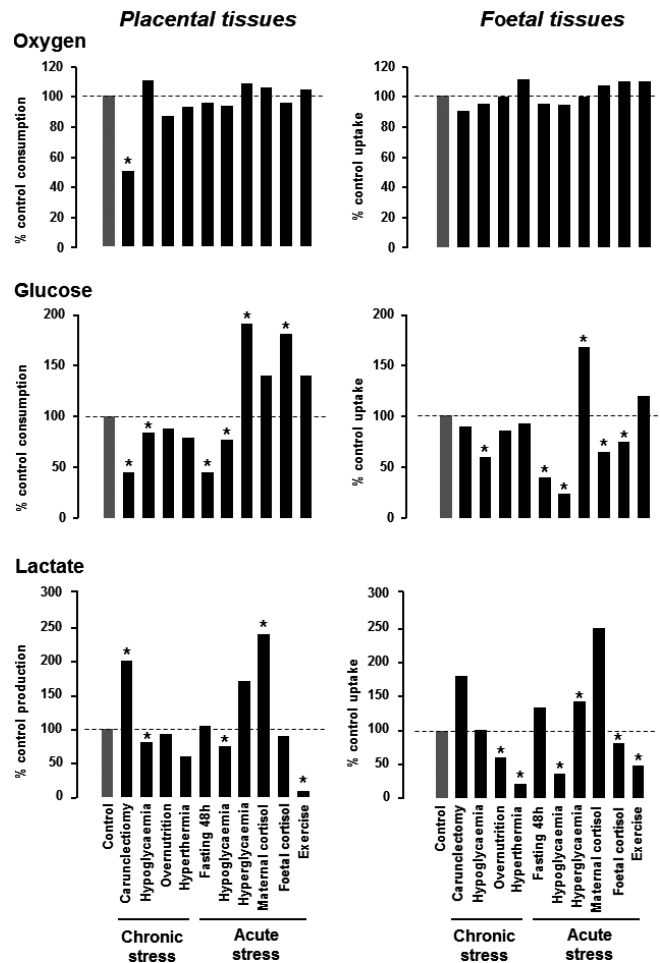 Placental tissues
Foetal tissues
Oxygen
% control consumption
120
100
80
60
40
20
0
*
% control uptake
120
100
80
60
40
20
0
Glucose
% control consumption
200
150
100
50
0
* * * * * *
% control uptake
200
150
100
50
0
* * * * * *
Lactate
% control production
300
250
200
150
100
50
0
* * * * *
% control uptake
300
250
200
150
100
50
0
* * * * * *
Control
Carunclectiomy
Hypoglycaemia
Overnutrition
Hyperthermia
Fasting 48h
Hypoglycaemia
Hyperglycaemia
Maternal cortisol
Foetal cortisol
Exercise
Chronic
stress
Acute
stress
Control
Carunclectomy
Hypoglycaemia
Overnutrition
Hyperthermia
Fasting 48h
Hypoglycaemia
Hyperglycaemia
Maternal cortisol
Foetal cortisol
Exercise
Chronic
stress
Acute
stress